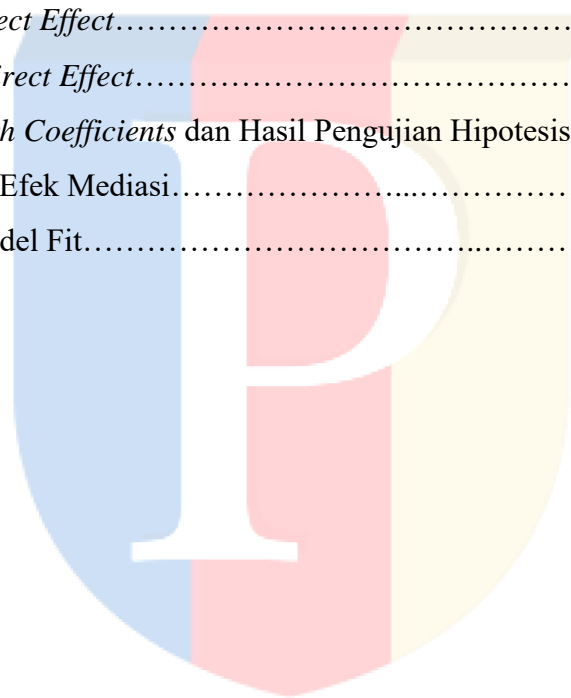 ect Effect…………………………………………
irect Effect………………………………………
h Coefficients dan Hasil Pengujian Hipotesis
Efek Mediasi…………………...……………
del Fit………………………………..………
P